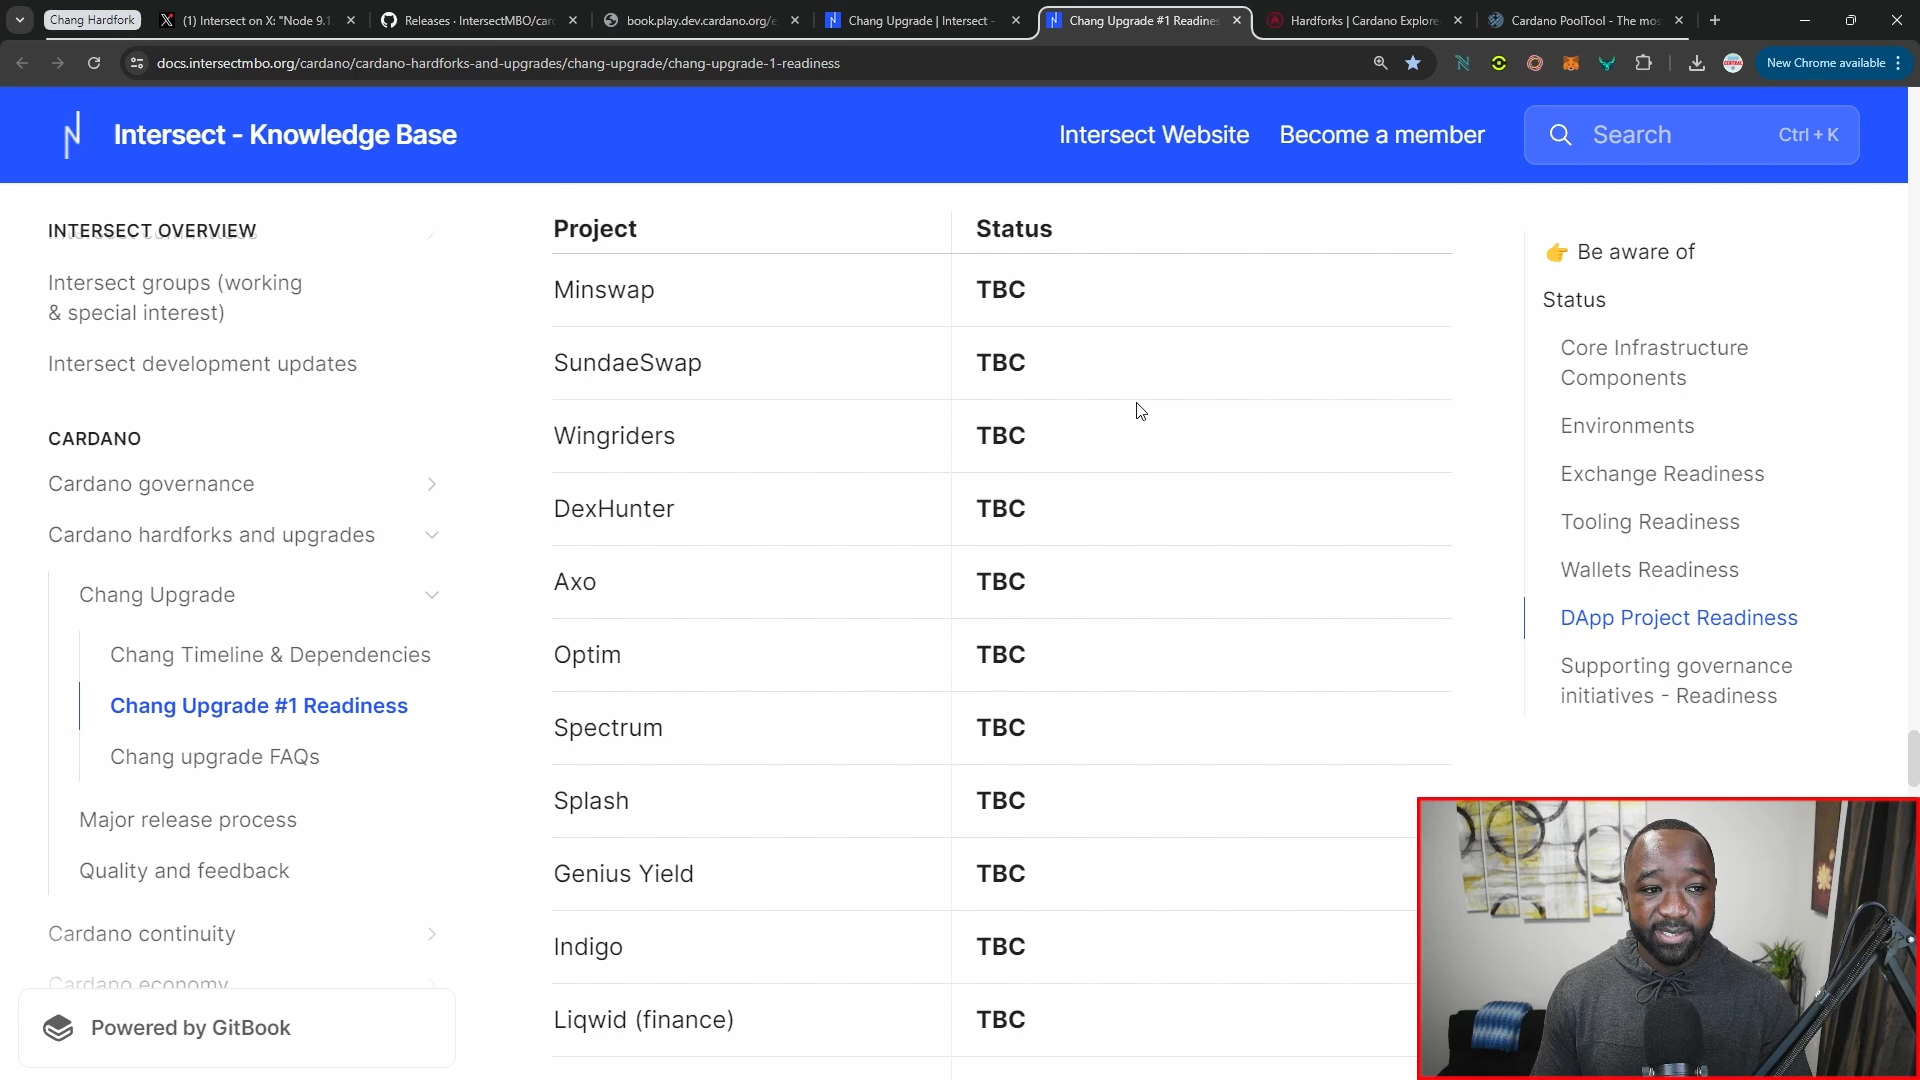 Chang Hardfork
(1) Intersect on X: "Node 9.1.
Releases · IntersectMBO/car
book.play.dev.cardano.org/e
Chang Upgrade | Intersect -
Chang Upgrade #1 Readines
Hardforks | Cardano Explore
Cardano PoolTool - The mos
docs.intersectmbo.org/cardano/cardano-hardforks-and-upgrades/chang-upgrade/chang-upgrade-1-readiness
New Chrome available
Intersect - Knowledge Base
Intersect Website
Become a member
Search
Ctrl + K
INTERSECT OVERVIEW
Intersect groups (working
& special interest)
Intersect development updates
CARDANO
Cardano governance
Cardano hardforks and upgrades
Chang Upgrade
Chang Timeline & Dependencies
Chang Upgrade #1 Readiness
Chang upgrade FAQs
Major release process
Quality and feedback
Cardano continuity
Cardano economy
Powered by GitBook
Project Status
Minswap TBC
SundaeSwap TBC
Wingriders TBC
DexHunter TBC
Axo TBC
Optim TBC
Spectrum TBC
Splash TBC
Genius Yield TBC
Indigo TBC
Liqwid (finance) TBC
👉 Be aware of
Status
Core Infrastructure
Components
Environments
Exchange Readiness
Tooling Readiness
Wallets Readiness
DApp Project Readiness
Supporting governance
initiatives - Readiness